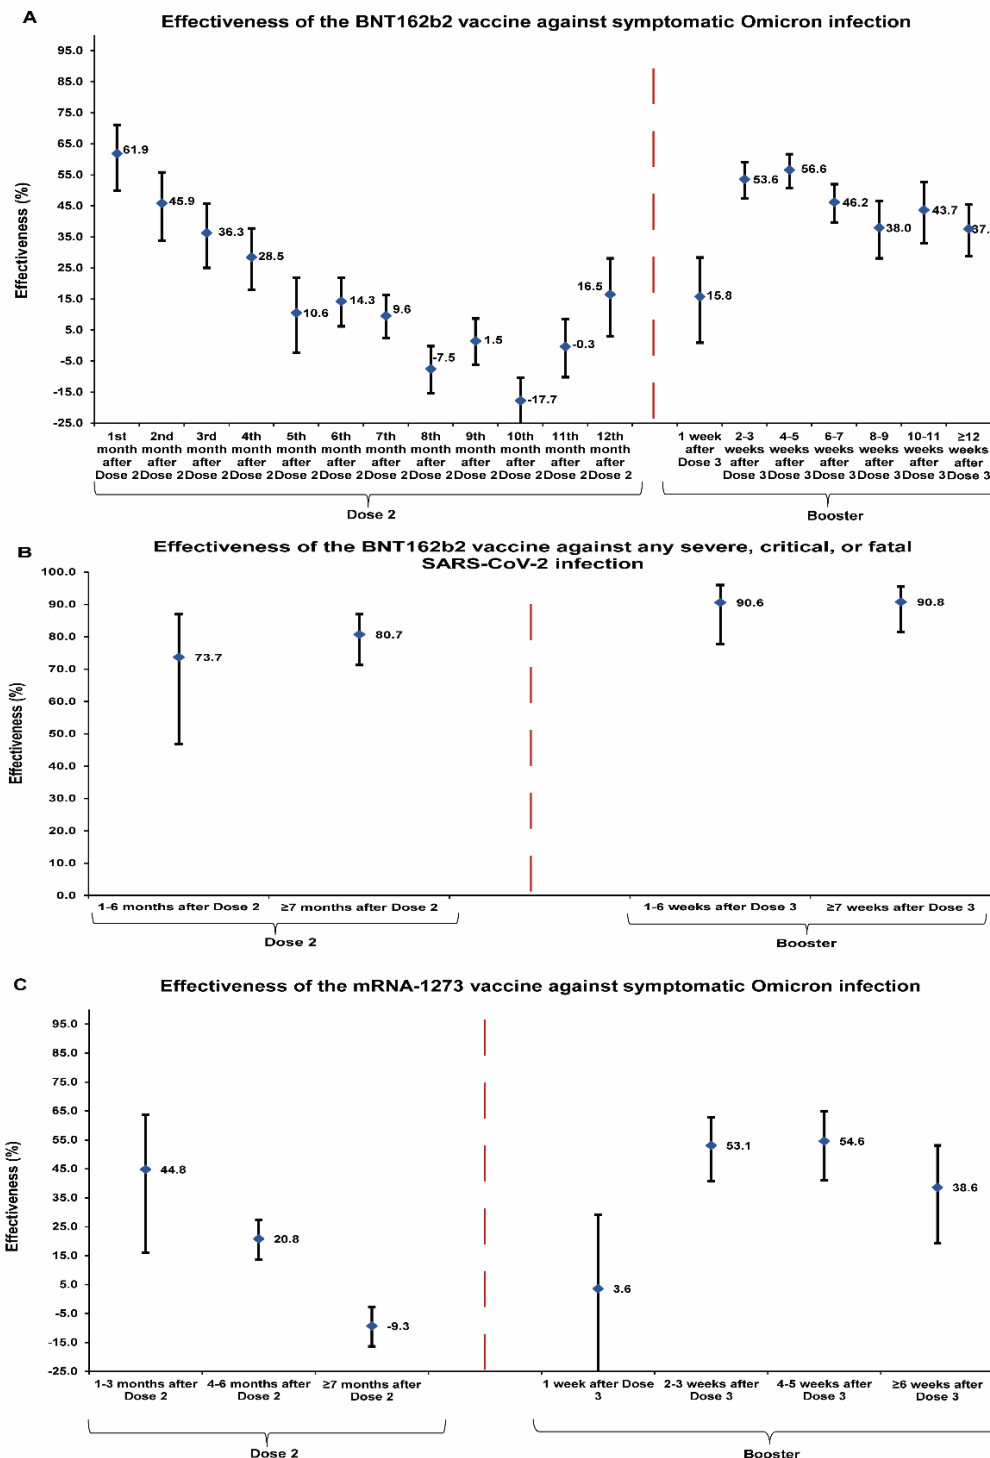 A
Effectiveness of the BNT162b2 vaccine against symptomatic Omicron infection
Effectiveness (%)
95.0
85.0
75.0
65.0
55.0
45.0
35.0
25.0
15.0
5.0
-5.0
-15.0
-25.0
61.9
45.9
36.3
28.5
10.6
14.3
9.6
-7.5
1.5
-17.7
-0.3
16.5
15.8
53.6
56.6
46.2
38.0
43.7
37.
1st month after Dose 2
2nd month after Dose 2
3rd month after Dose 2
4th month after Dose 2
5th month after Dose 2
6th month after Dose 2
7th month after Dose 2
8th month after Dose 2
9th month after Dose 2
10th month after Dose 2
11th month after Dose 2
12th month after Dose 2
1 week after Dose 3
2-3 weeks after Dose 3
4-5 weeks after Dose 3
6-7 weeks after Dose 3
8-9 weeks after Dose 3
10-11 weeks after Dose 3
≥12 weeks after Dose 3
Dose 2
Booster
B
Effectiveness of the BNT162b2 vaccine against any severe, critical, or fatal
SARS-CoV-2 infection
Effectiveness (%)
100.0
90.0
80.0
70.0
60.0
50.0
40.0
30.0
20.0
10.0
0.0
73.7
80.7
90.6
90.8
1-6 months after Dose 2
≥7 months after Dose 2
1-6 weeks after Dose 3
≥7 weeks after Dose 3
Dose 2
Booster
C
Effectiveness of the mRNA-1273 vaccine against symptomatic Omicron infection
Effectiveness (%)
95.0
85.0
75.0
65.0
55.0
45.0
35.0
25.0
15.0
5.0
-5.0
-15.0
-25.0
44.8
20.8
-9.3
3.6
53.1
54.6
38.6
1-3 months after
Dose 2
4-6 months after
Dose 2
≥7 months after
Dose 2
1 week after Dose
3
2-3 weeks after
Dose 3
4-5 weeks after
Dose 3
≥6 weeks after
Dose 3
Dose 2
Booster